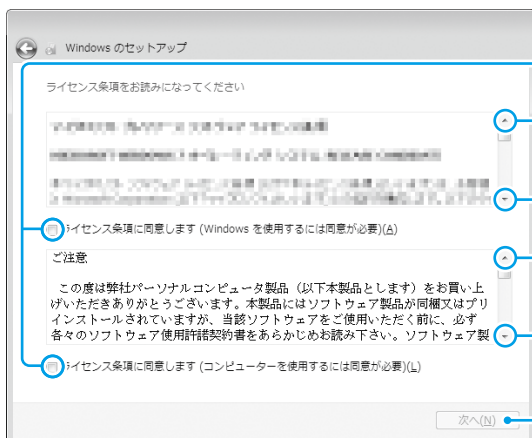 Windows のセットアップ
ライセンス条項をお読みになってください
ライセンス条項に同意します (Windows を使用するには同意が必要)(A)
ご注意
この度は弊社パーソナルコンピュータ製品（以下本製品とします）をお買い上
げいただきありがとうございます。本製品にはソフトウェア製品が同梱又はプリ
インストールされていますが、当該ソフトウェアをご使用いただく前に、必ず
各々のソフトウェア使用許諾契約書をあらかじめお読み下さい。ソフトウェア製
ライセンス条項に同意します (コンピューターを使用するには同意が必要)(L)
次へ(N)